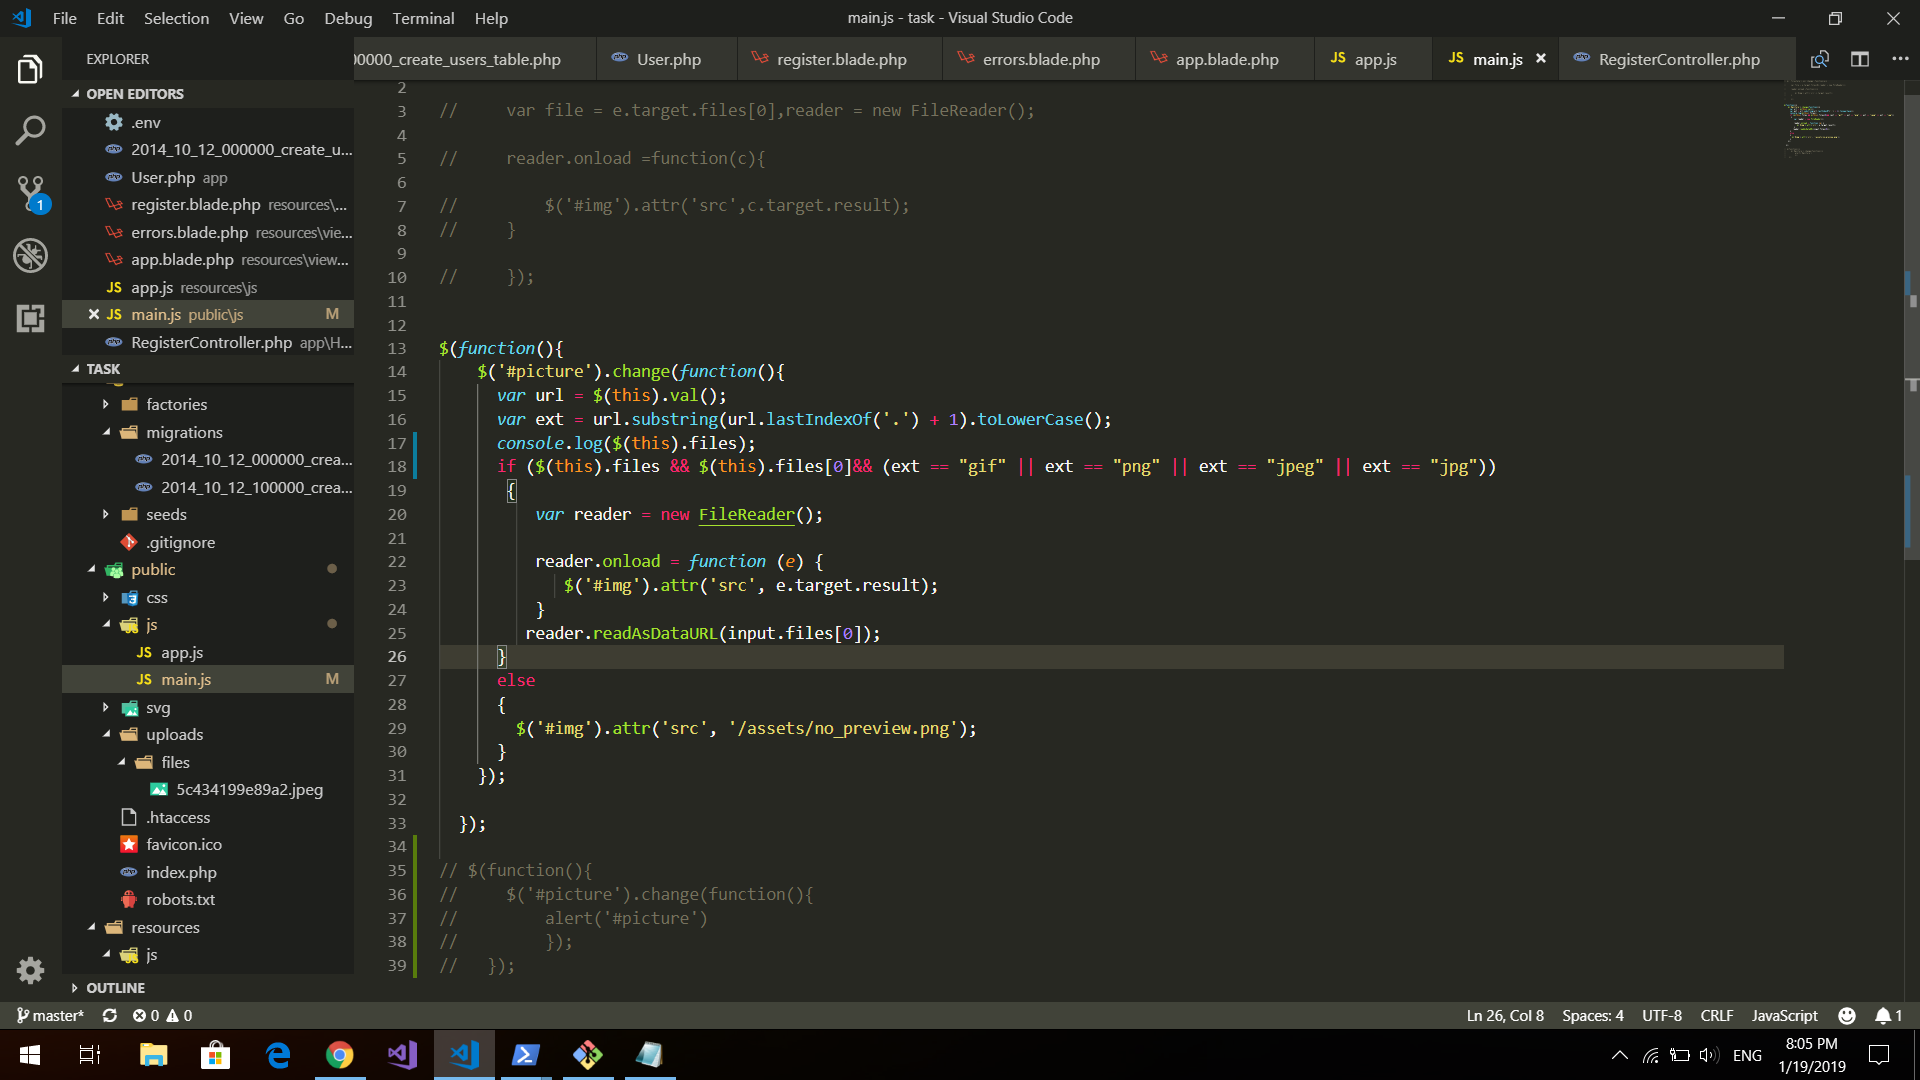 File Edit Selection View Go Debug Terminal Help
main.js - task - Visual Studio Code
EXPLORER
00000_create_users_table.php User.php register.blade.php errors.blade.php app.blade.php JS app.js JS main.js RegisterController.php
OPEN EDITORS
.env
2014_10_12_000000_create_u...
User.php app
register.blade.php resources\...
errors.blade.php resources\vie...
app.blade.php resources\view...
JS app.js resources\js
JS main.js public\js M
RegisterController.php app\H...
TASK
factories
migrations
2014_10_12_000000_crea...
2014_10_12_100000_crea...
seeds
.gitignore
public
css
js
JS app.js
JS main.js M
svg
uploads
files
5c434199e89a2.jpeg
.htaccess
favicon.ico
index.php
robots.txt
resources
js
OUTLINE
1
2
3 // var file = e.target.files[0],reader = new FileReader();
4
5 // reader.onload =function(c){
6
7 // $('#img').attr('src',c.target.result);
8 // }
9
10 // });
11
12
13 $(function(){
14 $('#picture').change(function(){
15 var url = $(this).val();
16 var ext = url.substring(url.lastIndexOf('.') + 1).toLowerCase();
17 console.log($(this).files);
18 if ($(this).files && $(this).files[0]&& (ext == "gif" || ext == "png" || ext == "jpeg" || ext == "jpg"))
19 {
20 var reader = new FileReader();
21
22 reader.onload = function (e) {
23 $('#img').attr('src', e.target.result);
24 }
25 reader.readAsDataURL(input.files[0]);
26 }
27 else
28 {
29 $('#img').attr('src', '/assets/no_preview.png');
30 }
31 });
32
33 });
34
35 // $(function(){
36 // $('#picture').change(function(){
37 // alert('#picture')
38 // });
39 // });
master* 0 0
Ln 26, Col 8 Spaces: 4 UTF-8 CRLF JavaScript 1
ENG
8:05 PM
1/19/2019